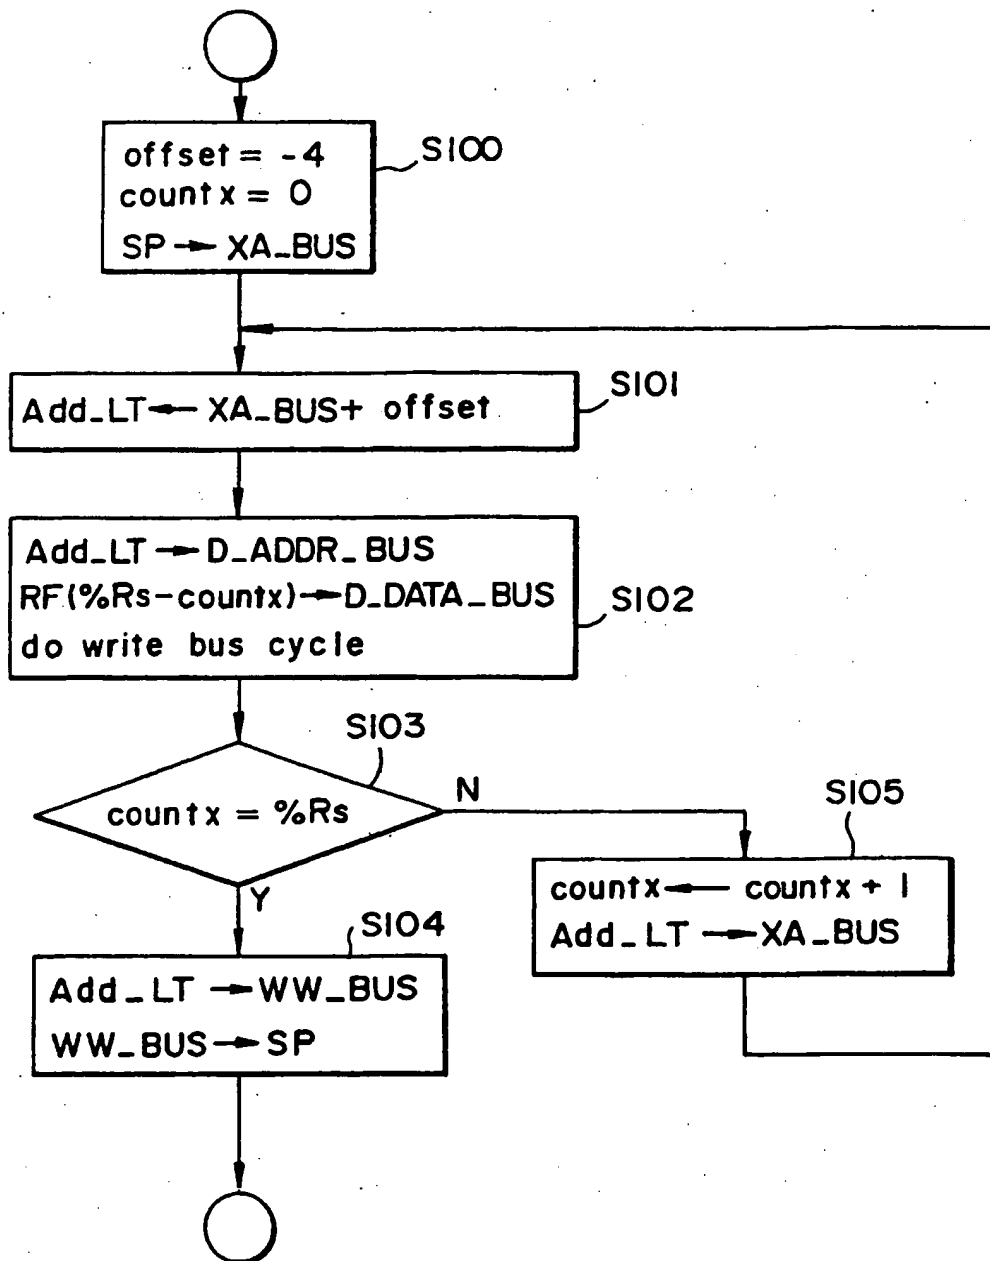 offset = -4
countx = 0
SP → XA_BUS
S100
Add_LT ← XA_BUS + offset
S101
Add_LT → D_ADDR_BUS
RF(%Rs-countx) → D_DATA_BUS
do write bus cycle
S102
S103
countx = %Rs
N
Y
S105
countx ← countx + 1
Add_LT → XA_BUS
S104
Add_LT → WW_BUS
WW_BUS → SP